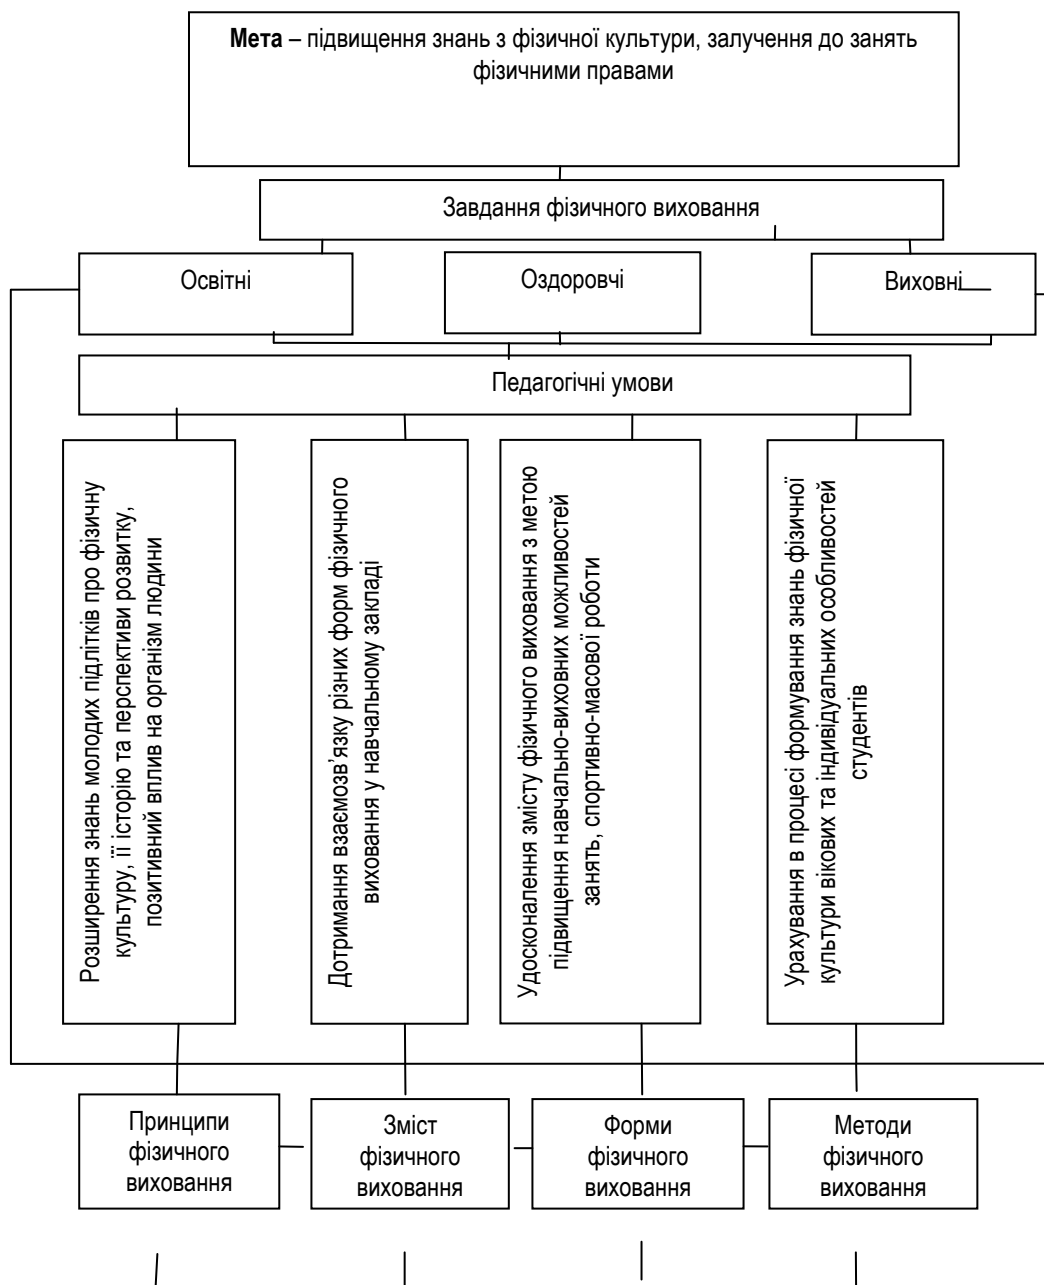 Мета – підвищення знань з фізичної культури, залучення до занять
фізичними правами
Завдання фізичного виховання
Освітні
Оздоровчі
Виховні
Педагогічні умови
Розширення знань молодих підлітків про фізичну
культуру, її історію та перспективи розвитку,
позитивний вплив на організм людини
Дотримання взаємозв’язку різних форм фізичного
виховання у навчальному закладі
Удосконалення змісту фізичного виховання з метою
підвищення навчально-виховних можливостей
занять, спортивно-масової роботи
Урахування в процесі формування знань фізичної
культури вікових та індивідуальних особливостей
студентів
Принципи
фізичного
виховання
Зміст
фізичного
виховання
Форми
фізичного
виховання
Методи
фізичного
виховання